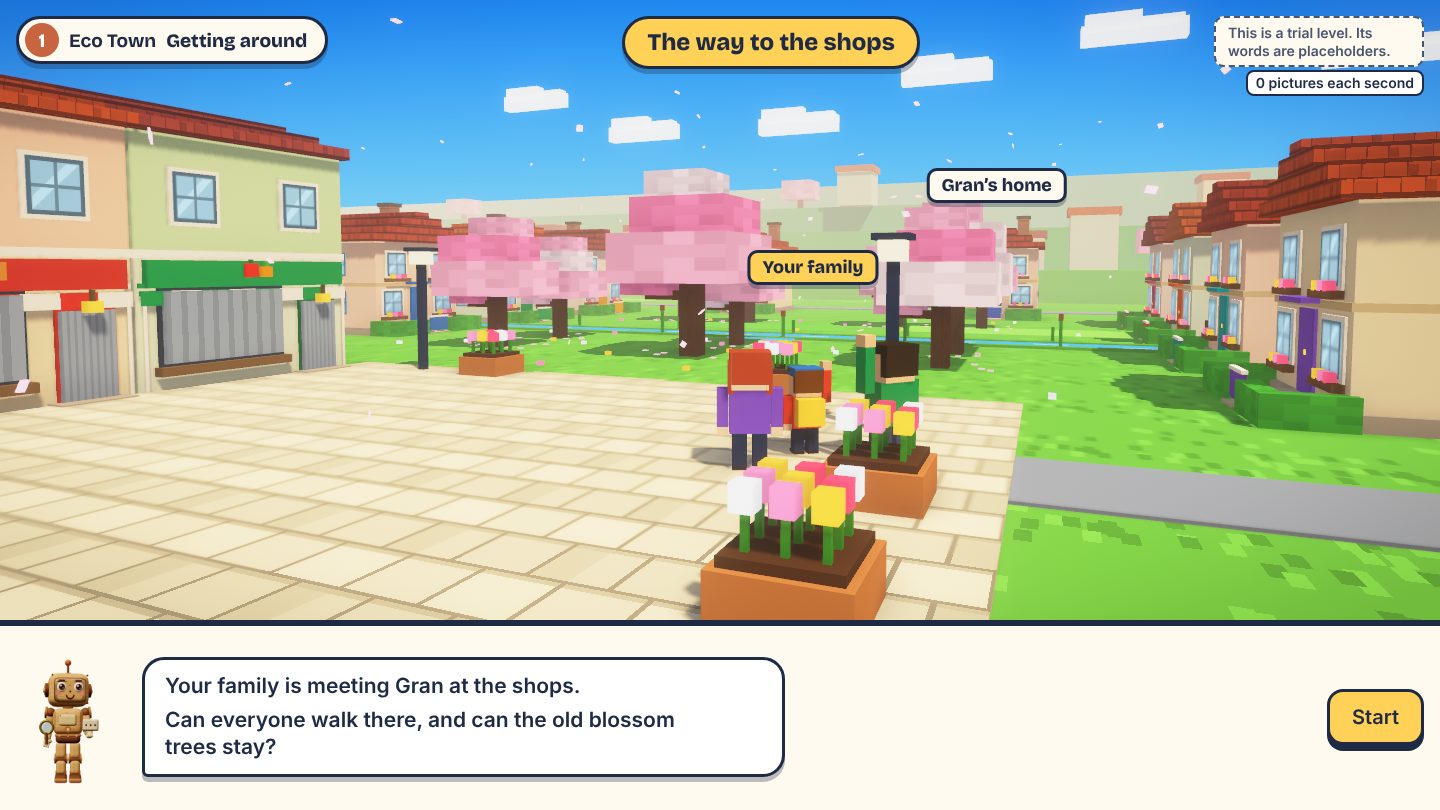 1 Eco Town Getting around
The way to the shops
This is a trial level. Its
words are placeholders.
0 pictures each second
Gran's home
Your family
Your family is meeting Gran at the shops.
Can everyone walk there, and can the old blossom
trees stay?
Start